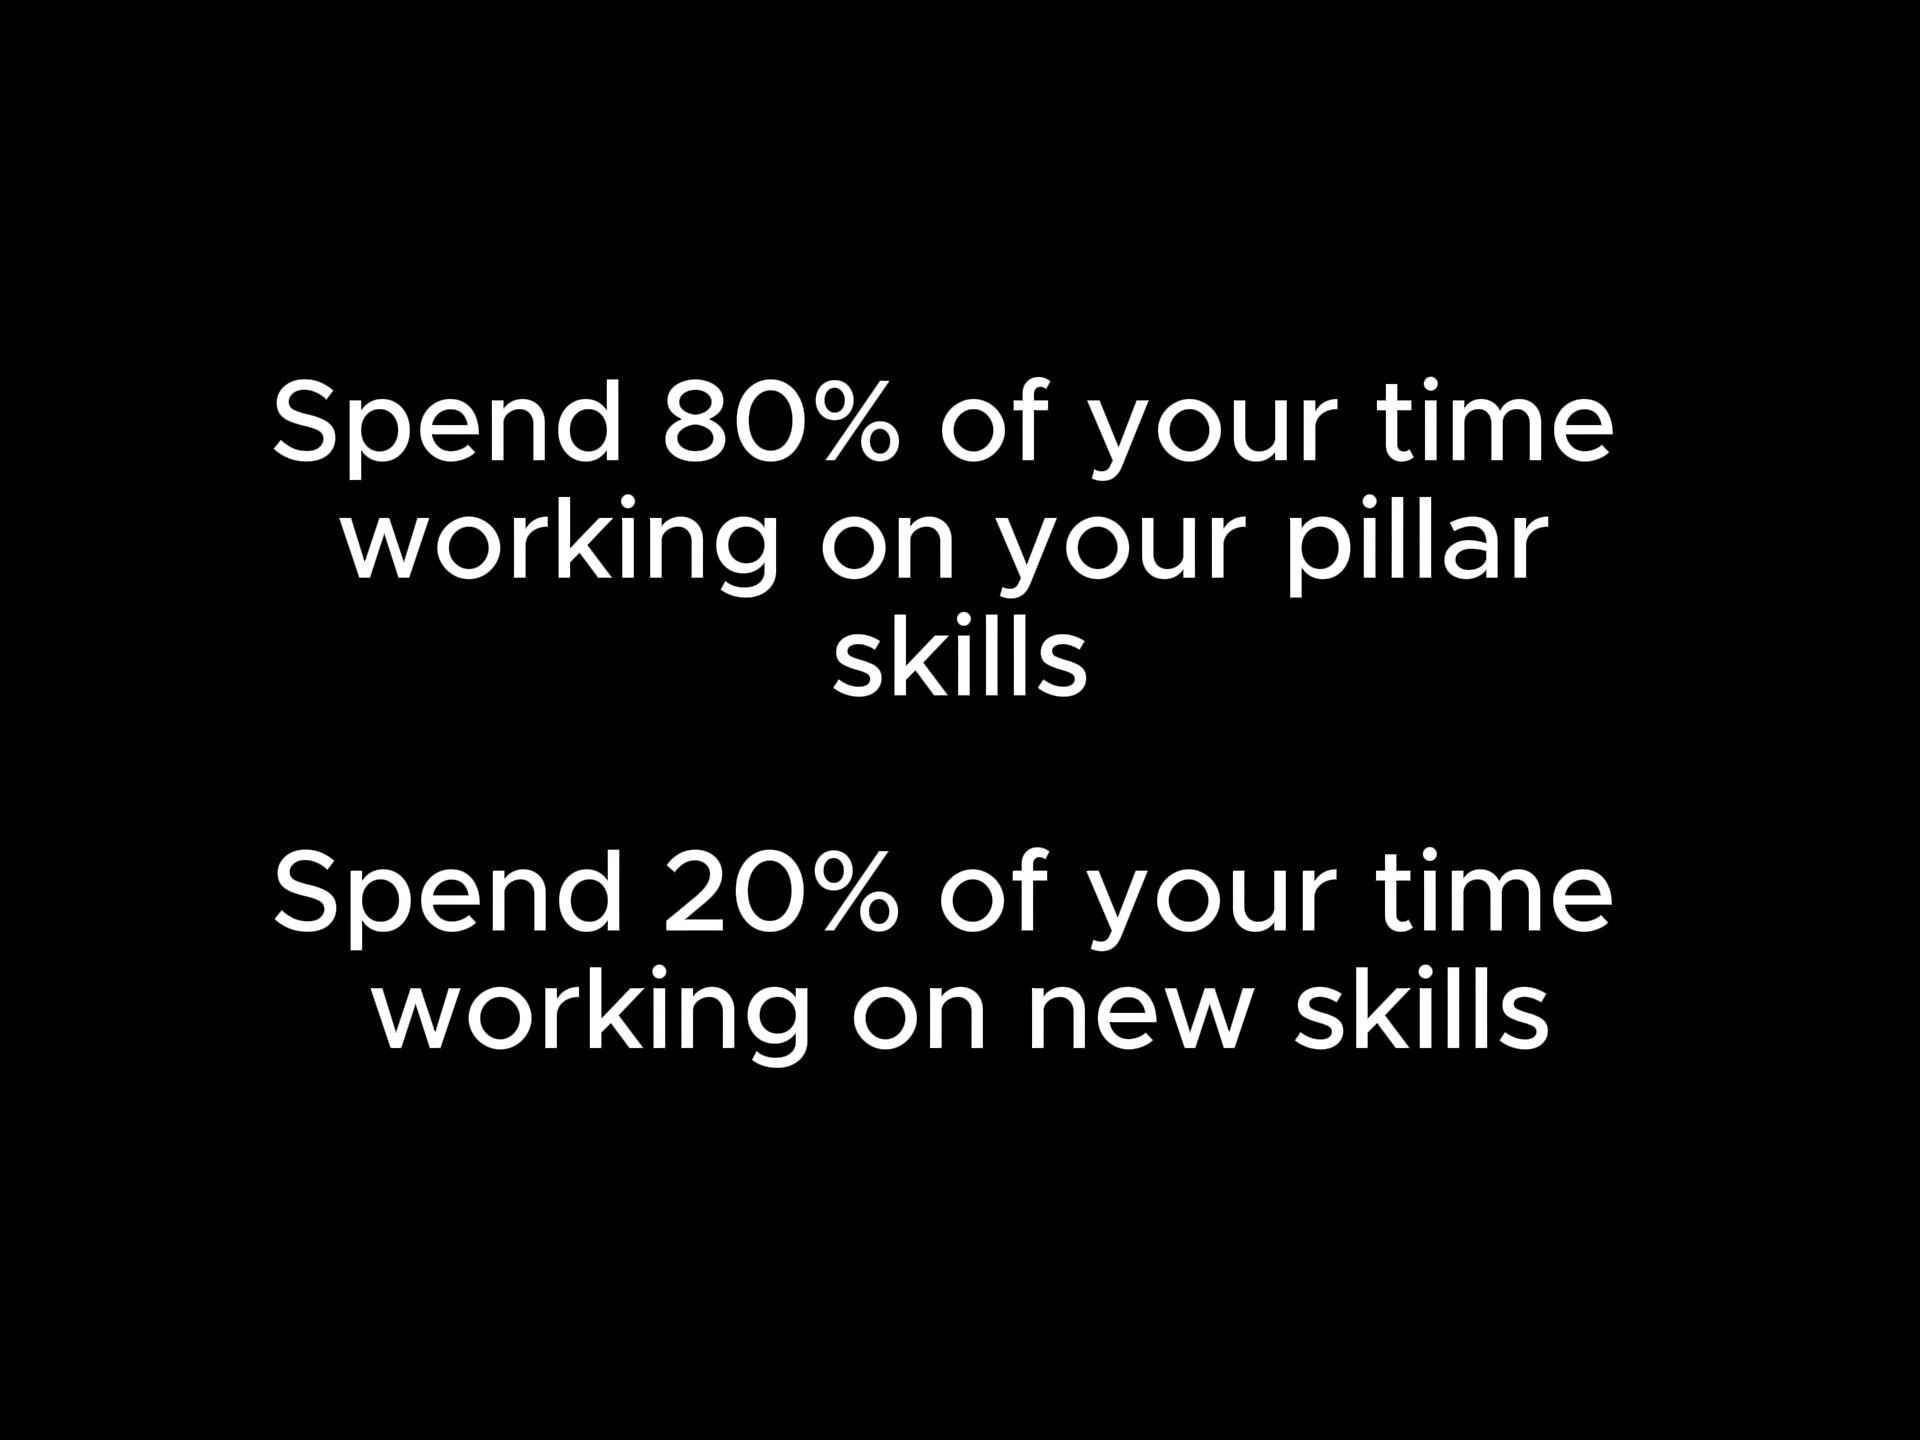 Spend 80% of your time
working on your pillar
skills
Spend 20% of your time
working on new skills